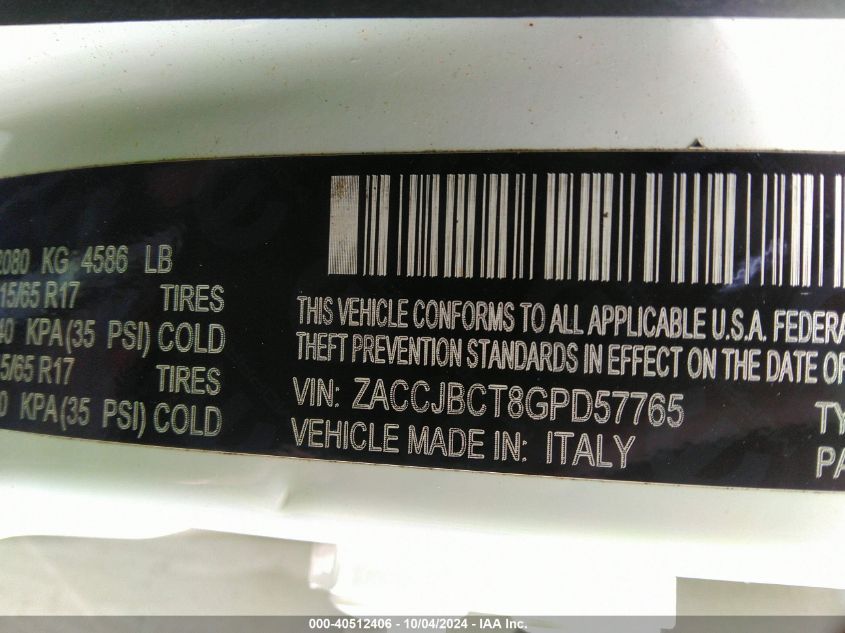 2080 KG 4586 LB
15/65 R17 TIRES
40 KPA(35 PSI) COLD
5/65 R17 TIRES
0 KPA(35 PSI) COLD
THIS VEHICLE CONFORMS TO ALL APPLICABLE U.S.A. FEDERA
THEFT PREVENTION STANDARDS IN EFFECT ON THE DATE OF
VIN: ZACCJBCT8GPD57765 TY
VEHICLE MADE IN: ITALY PA
000-40512406 - 10/04/2024 - IAA Inc.